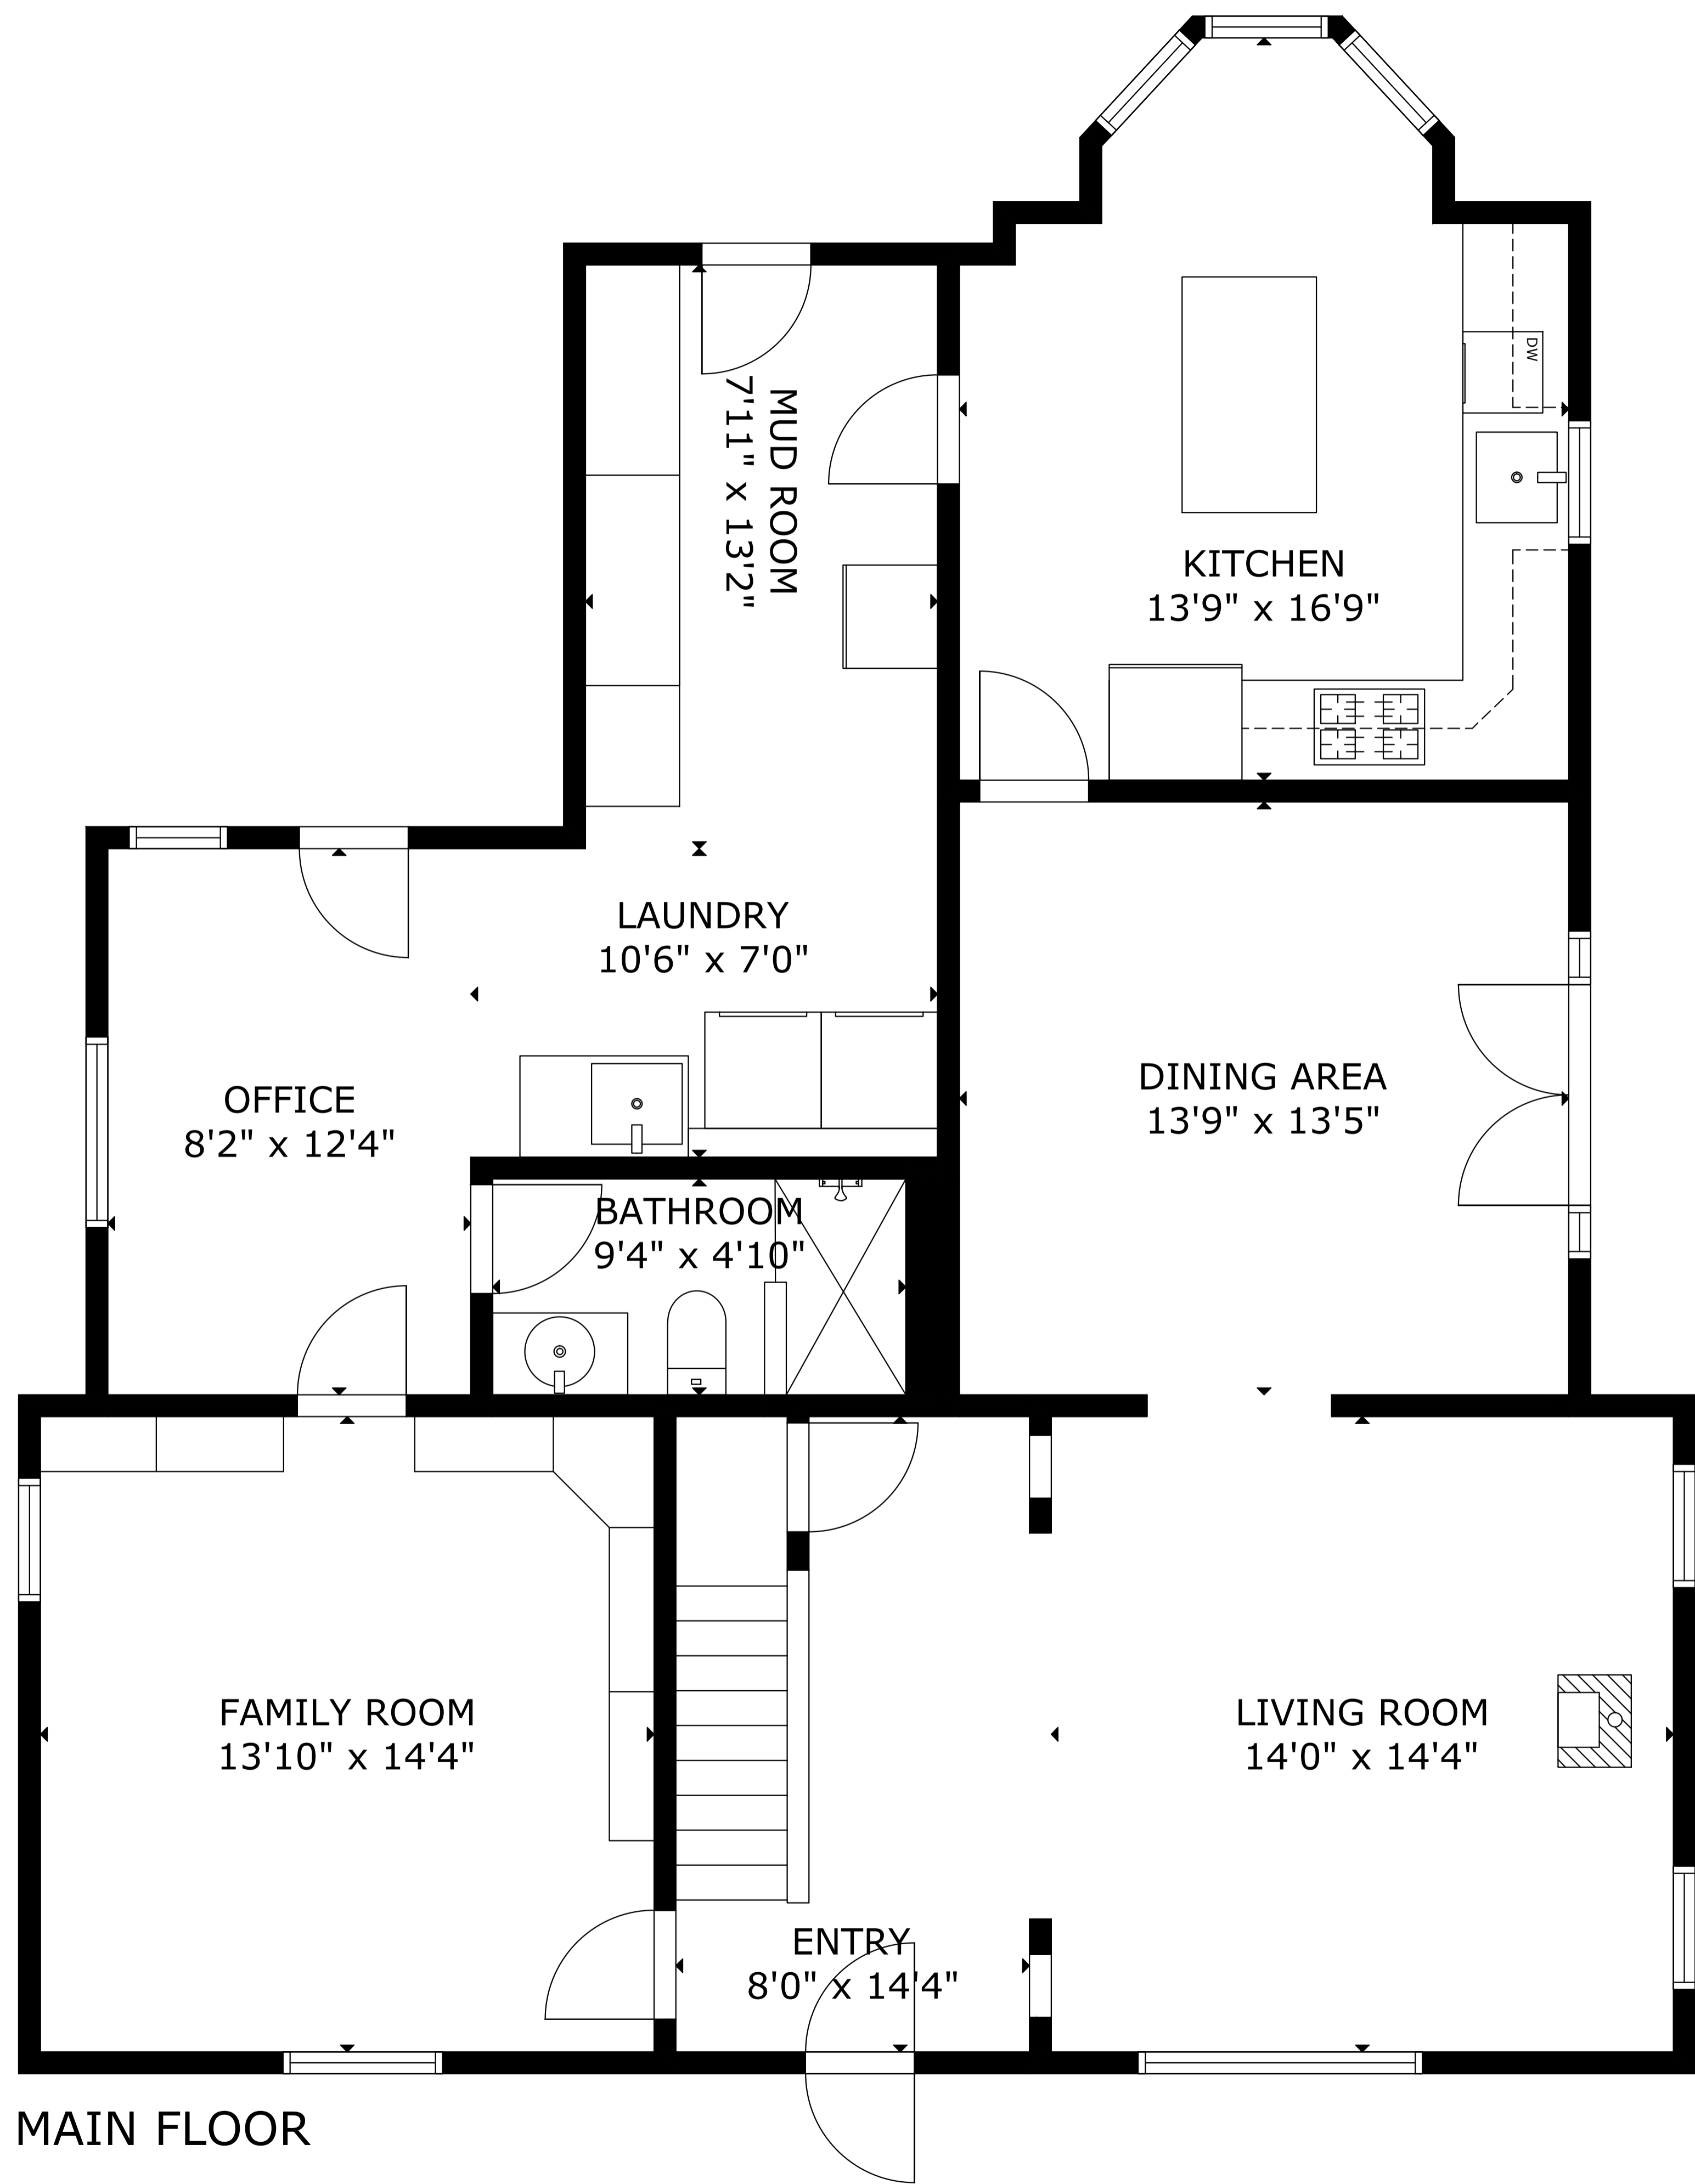 DW
MUD ROOM
7'11" x 13'2"
KITCHEN
13'9" x 16'9"
LAUNDRY
10'6" x 7'0"
DINING AREA
13'9" x 13'5"
OFFICE
8'2" x 12'4"
BATHROOM
9'4" x 4'10"
FAMILY ROOM
13'10" x 14'4"
LIVING ROOM
14'0" x 14'4"
ENTRY
8'0" x 14'4"
MAIN FLOOR